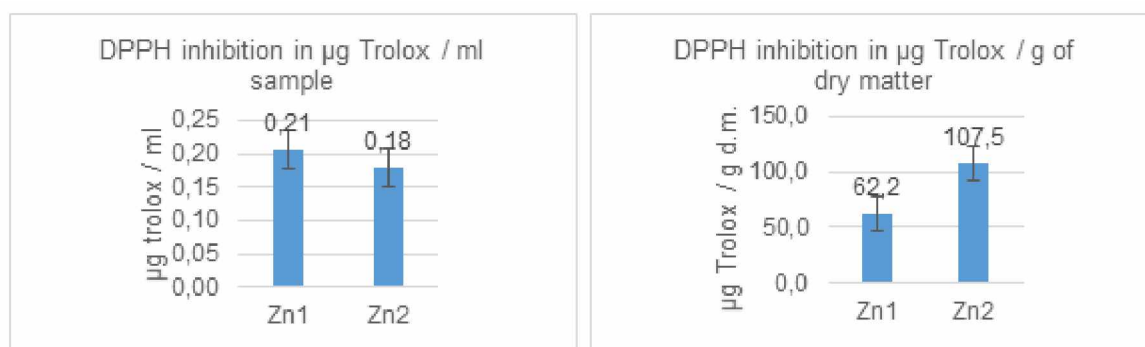 DPPH inhibition in µg Trolox / ml
sample
µg trolox / ml
0,25
0,20
0,15
0,10
0,05
0,00
0,21
0,18
Zn1
Zn2
DPPH inhibition in µg Trolox / g of
dry matter
µg Trolox / g d.m.
150,0
100,0
50,0
0,0
62,2
107,5
Zn1
Zn2